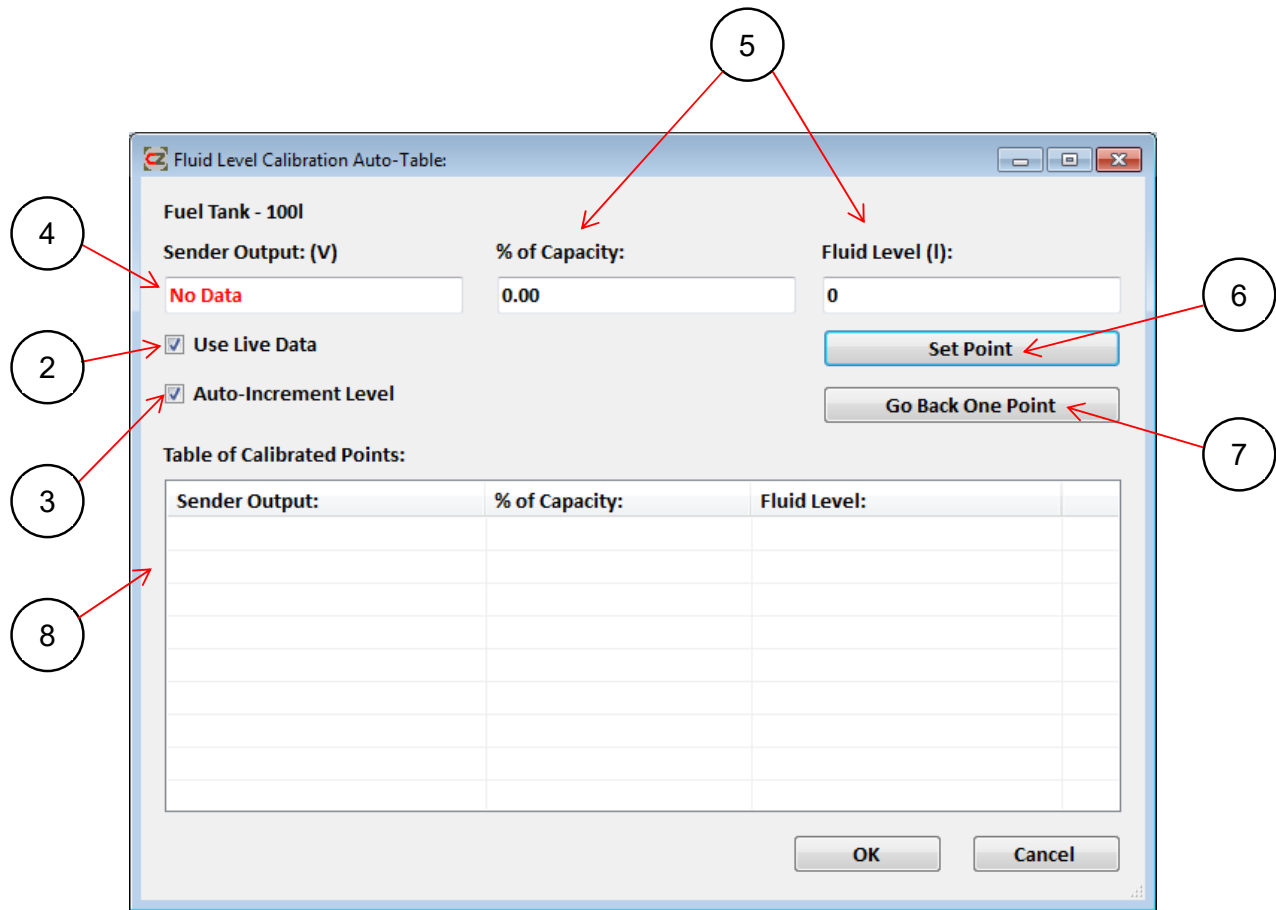 5
CZ Fluid Level Calibration Auto-Table:
Fuel Tank - 100l
4
Sender Output: (V) % of Capacity: Fluid Level (l):
No Data 0.00 0
6
Use Live Data Set Point
2
Auto-Increment Level Go Back One Point
7
Table of Calibrated Points:
3
Sender Output: % of Capacity: Fluid Level:
8
OK Cancel